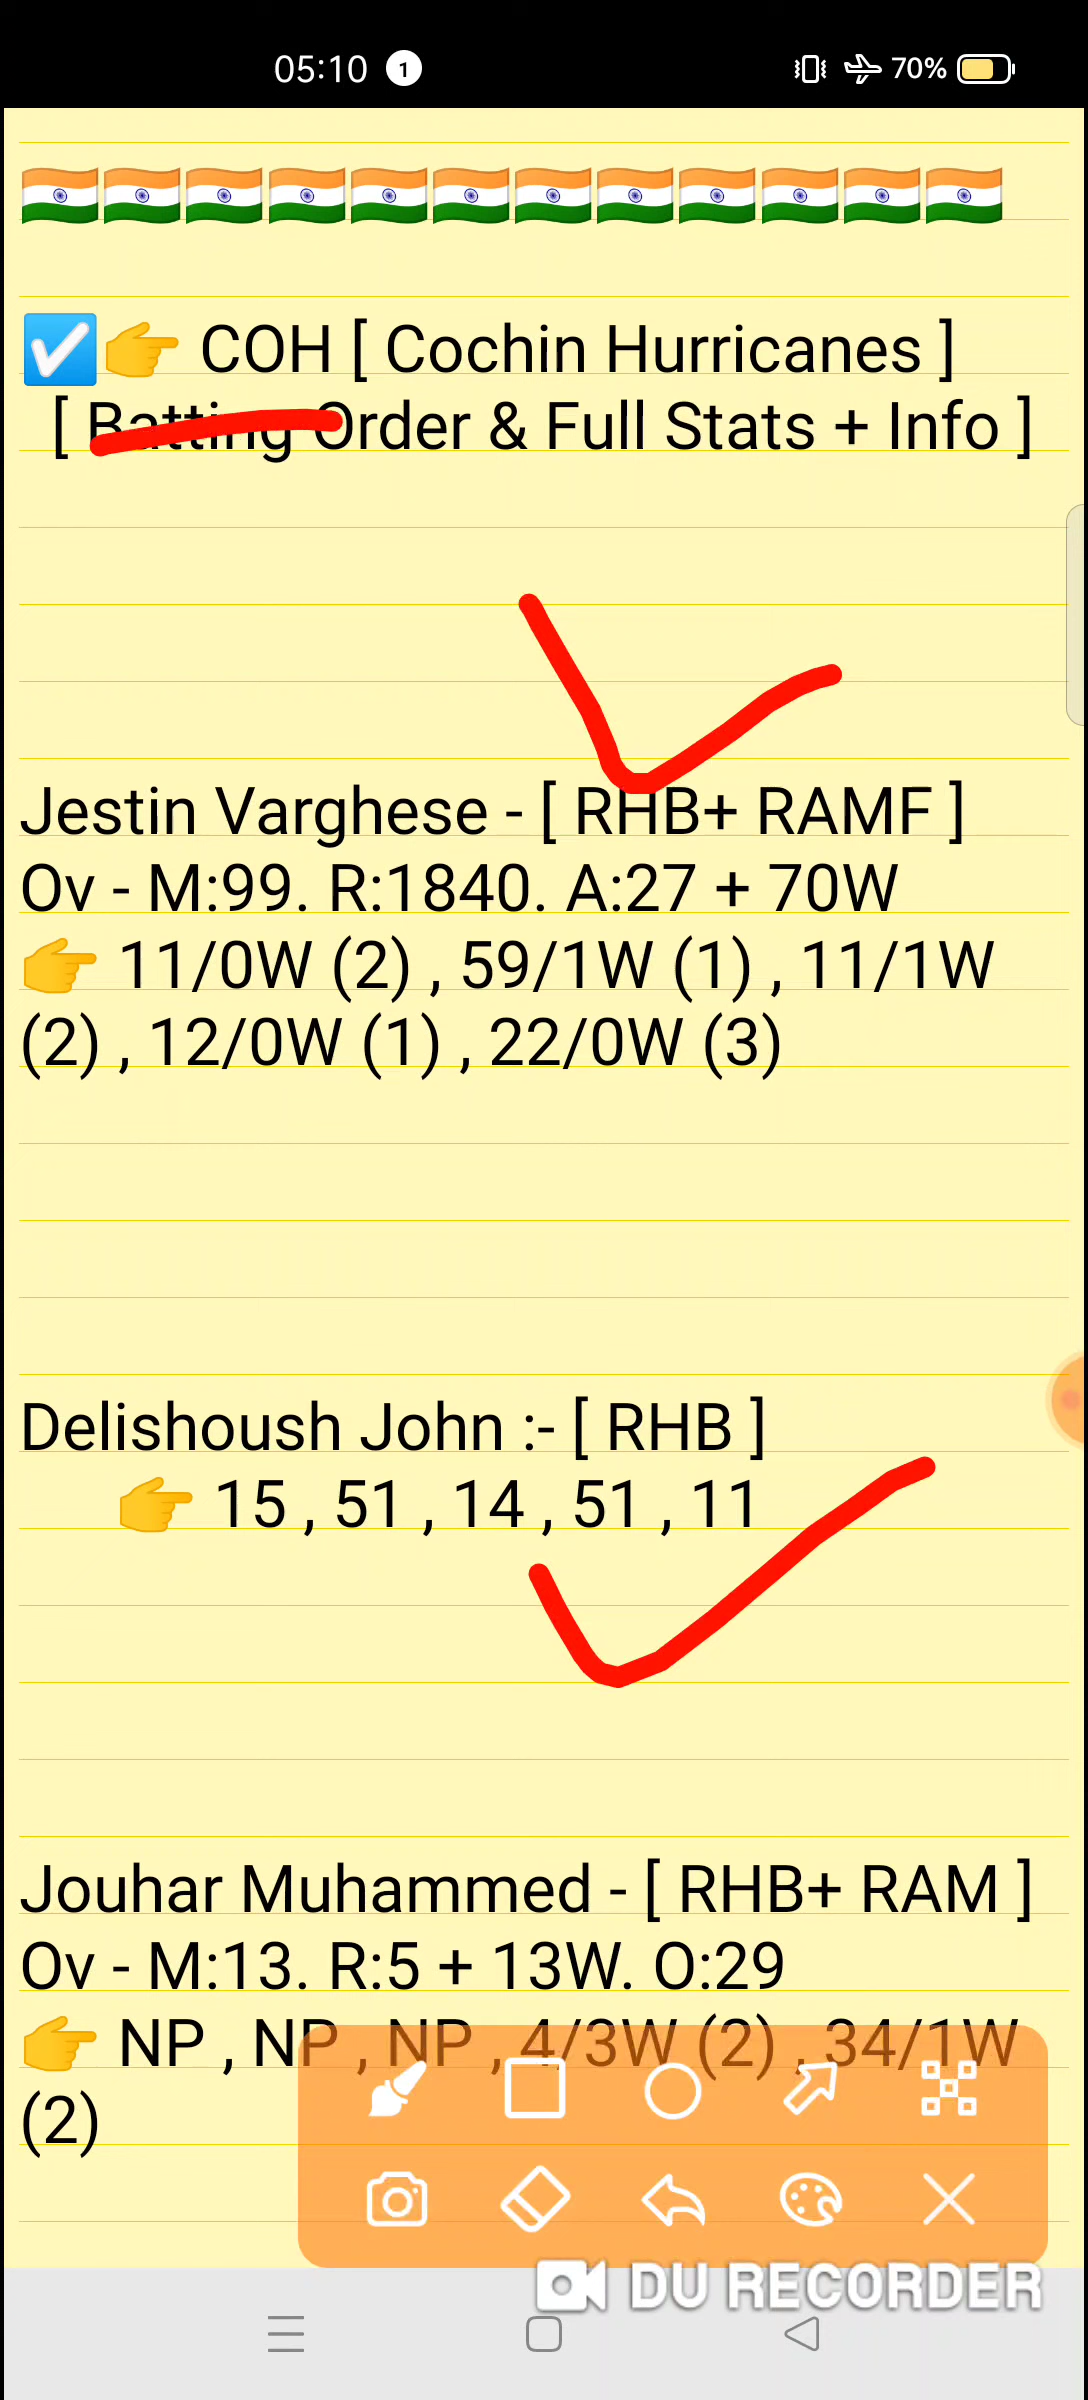 05:10 1 70%
COH [ Cochin Hurricanes ]
[ Batting Order & Full Stats + Info ]
Jestin Varghese - [ RHB+ RAMF ]
Ov - M:99. R:1840. A:27 + 70W
11/0W (2) , 59/1W (1) , 11/1W
(2) , 12/0W (1) , 22/0W (3)
Delishoush John :- [ RHB ]
15 , 51 , 14 , 51 , 11
Jouhar Muhammed - [ RHB+ RAM ]
Ov - M:13. R:5 + 13W. O:29
NP , NP , NP , 4/3W (2) , 34/1W
(2)
DU RECORDER